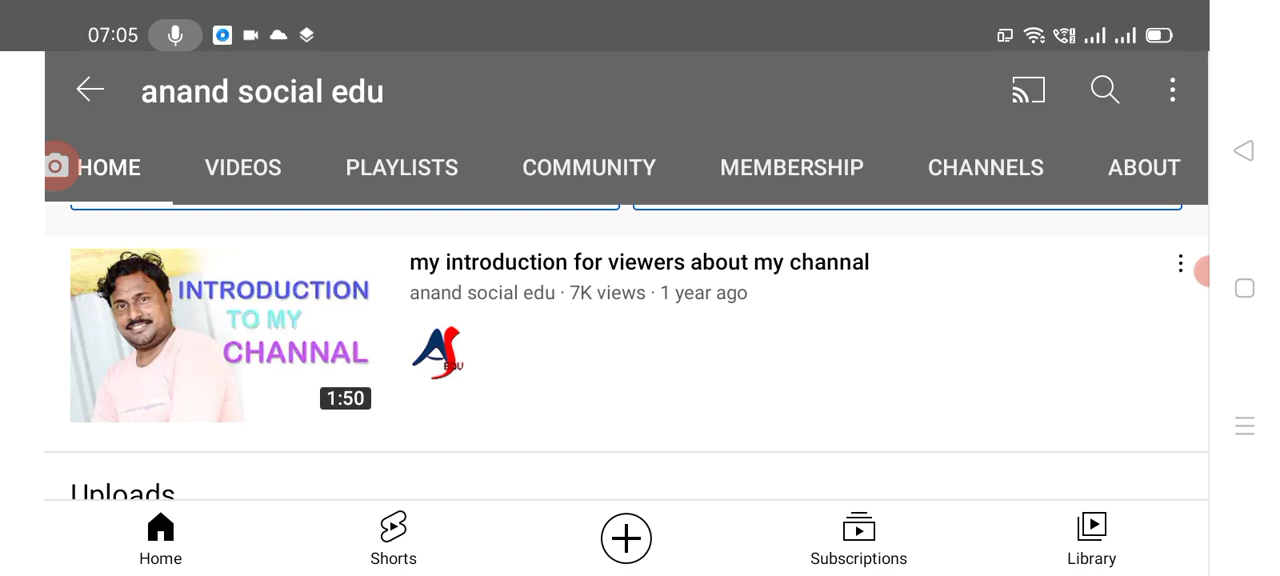 07:05
anand social edu
HOME VIDEOS PLAYLISTS COMMUNITY MEMBERSHIP CHANNELS ABOUT
INTRODUCTION
TO MY
CHANNAL
1:50
my introduction for viewers about my channal
anand social edu · 7K views · 1 year ago
AS
EDU
Uploads
Home Shorts Subscriptions Library